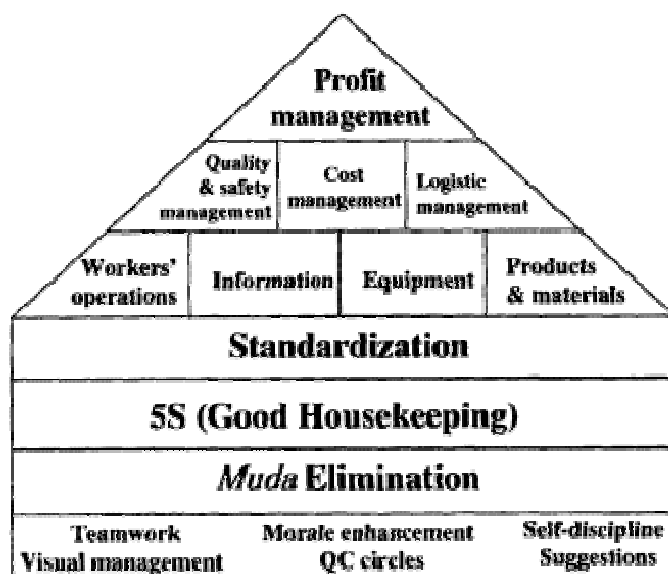 Profit
management
Quality
& safety
management
Cost
management
Logistic
management
Workers'
operations
Information
Equipment
Products
& materials
Standardization
5S (Good Housekeeping)
Muda Elimination
Teamwork
Visual management
Morale enhancement
QC circles
Self-discipline
Suggestions